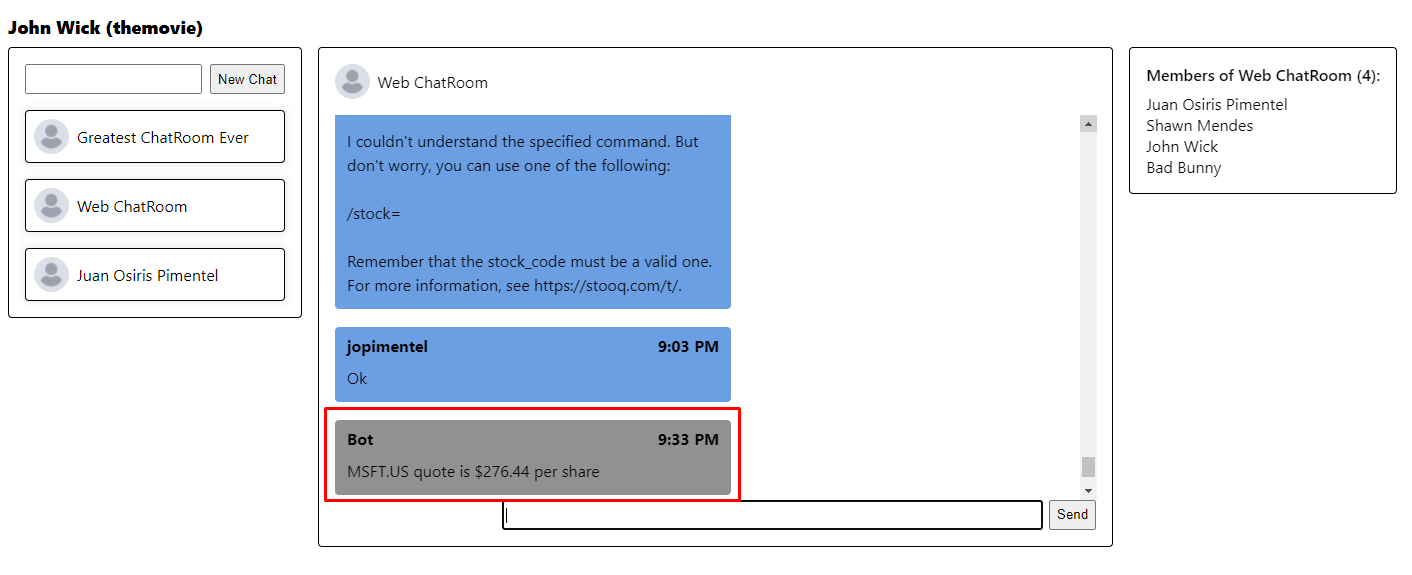 John Wick (themovie)
New Chat
Greatest ChatRoom Ever
Web ChatRoom
Juan Osiris Pimentel
Web ChatRoom
I couldn't understand the specified command. But
don't worry, you can use one of the following:
/stock=
Remember that the stock_code must be a valid one.
For more information, see https://stooq.com/t/.
jopimentel 9:03 PM
Ok
Bot 9:33 PM
MSFT.US quote is $276.44 per share
Send
Members of Web ChatRoom (4):
Juan Osiris Pimentel
Shawn Mendes
John Wick
Bad Bunny